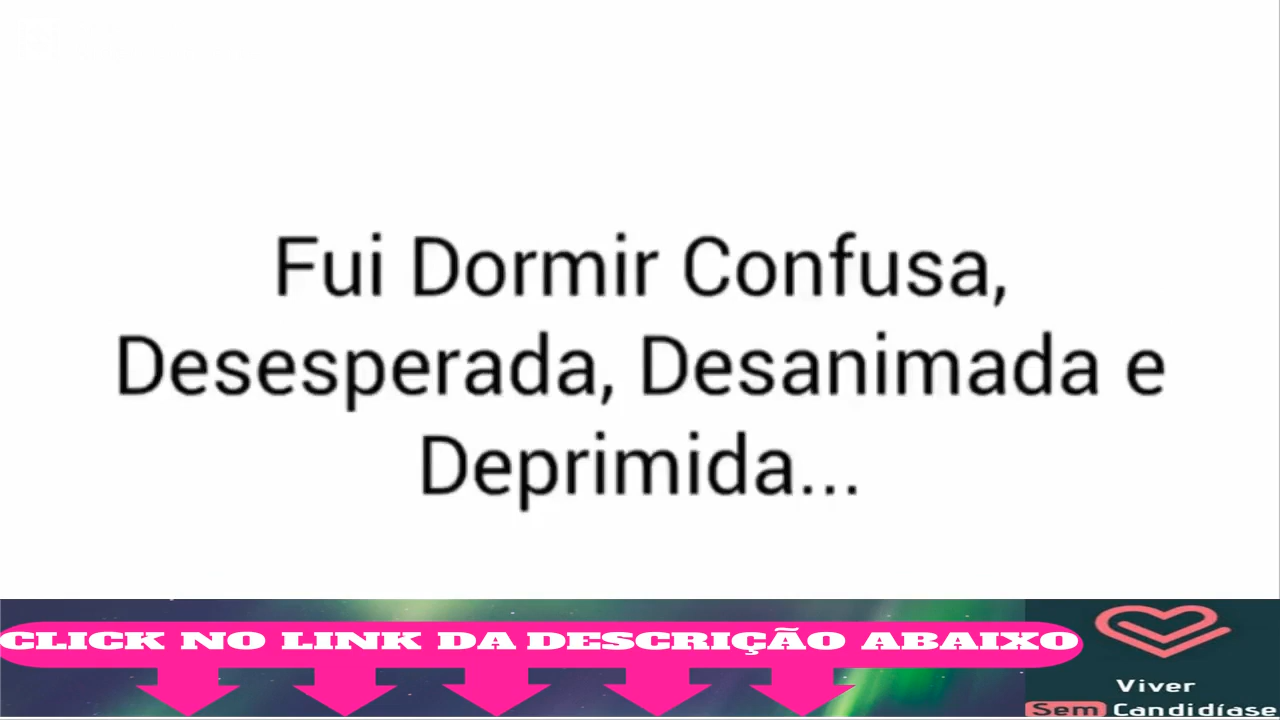 Fui Dormir Confusa,
Desesperada, Desanimada e
Deprimida...
CLICK NO LINK DA DESCRIÇÃO ABAIXO
Viver
Sem Candidíase